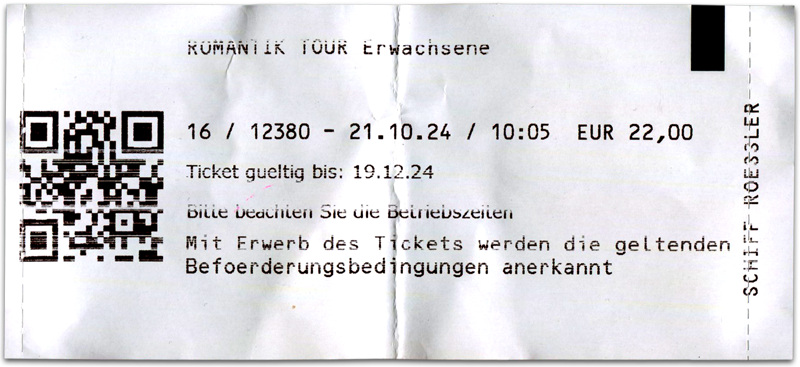 ROMANTIK TOUR Erwachsene
16 / 12380 - 21.10.24 / 10:05 EUR 22,00
Ticket gueltig bis: 19.12.24
Bitte beachten Sie die Betriebszeiten
Mit Erwerb des Tickets werden die geltenden
Befoerderungsbedingungen anerkannt
SCHIFF ROESSLER